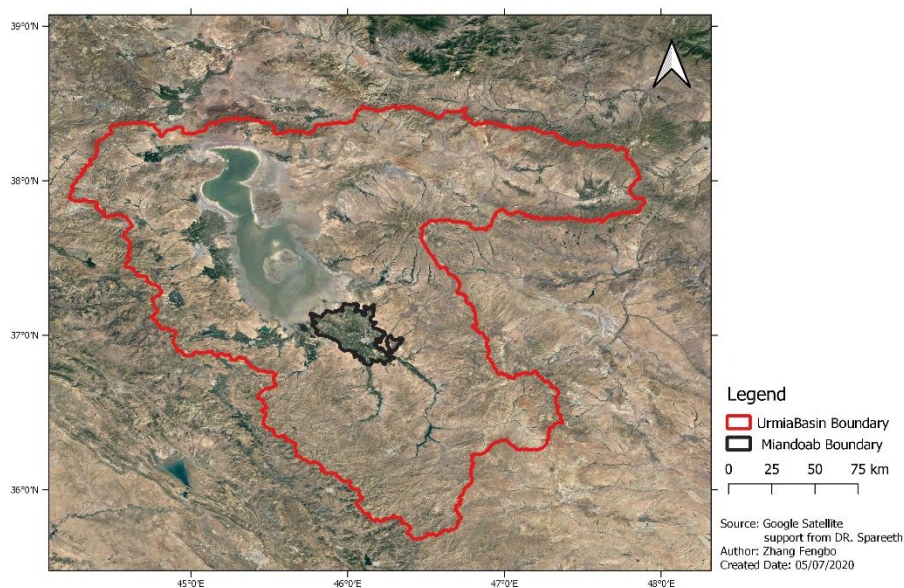 39°0'N
38°0'N
37°0'N
36°0'N
45°0'E 46°0'E 47°0'E 48°0'E
Legend
UrmiaBasin Boundary
Miandoab Boundary
0 25 50 75 km
Source: Google Satellite
support from DR. Spareeth
Author: Zhang Fengbo
Created Date: 05/07/2020